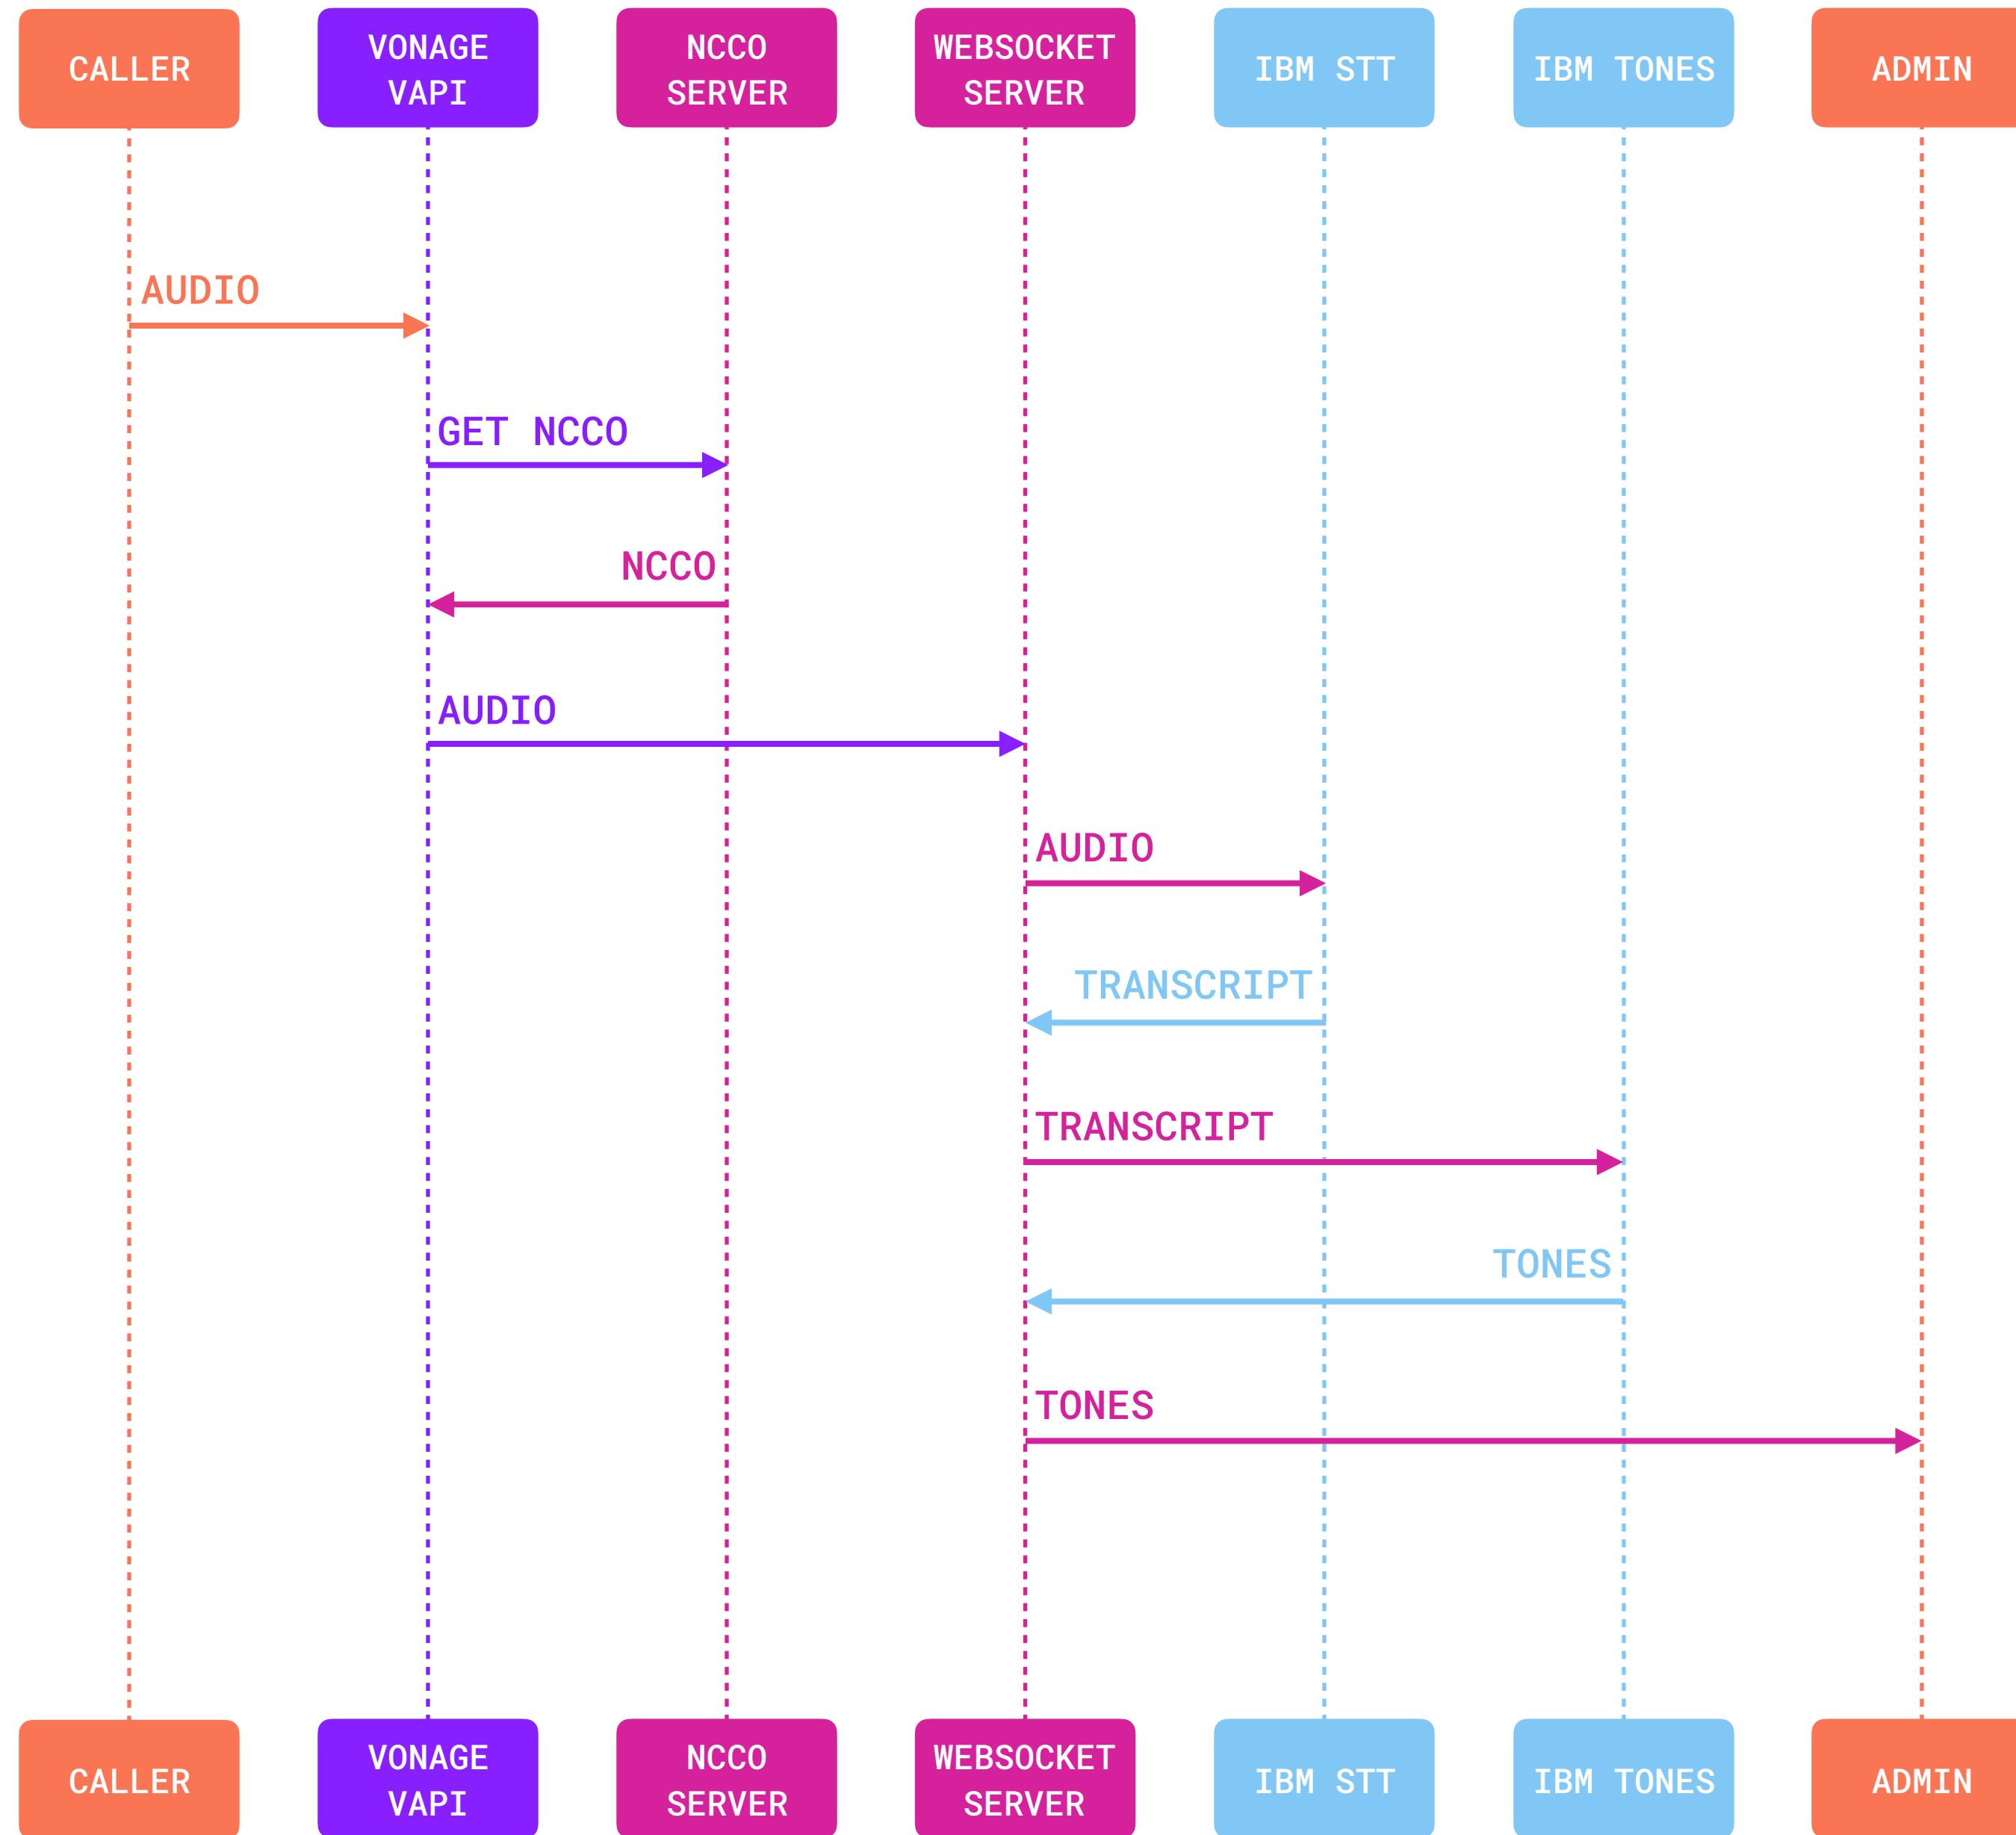 CALLER
VONAGE
VAPI
NCCO
SERVER
WEBSOCKET
SERVER
IBM STT
IBM TONES
ADMIN
AUDIO
GET NCCO
NCCO
AUDIO
AUDIO
TRANSCRIPT
TRANSCRIPT
TONES
TONES
CALLER
VONAGE
VAPI
NCCO
SERVER
WEBSOCKET
SERVER
IBM STT
IBM TONES
ADMIN